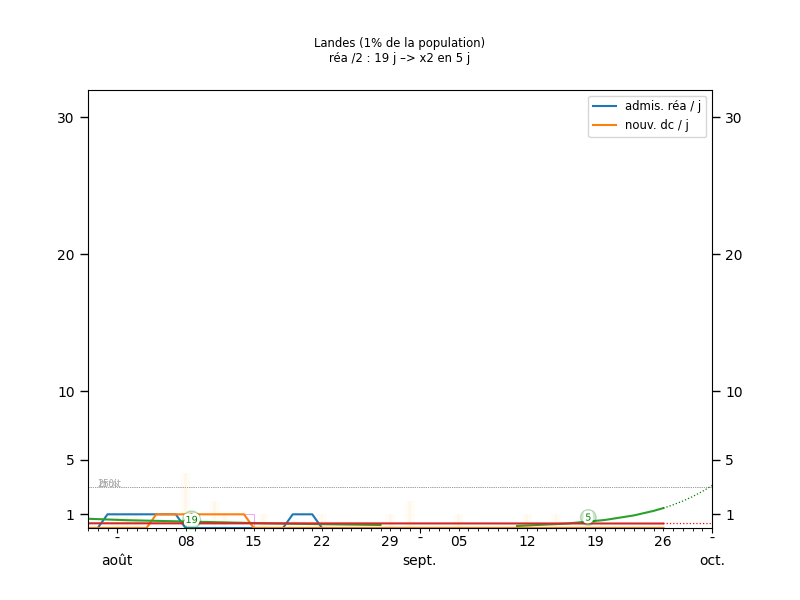 Landes (1% de la population)
réa /2 : 19 j –> x2 en 5 j
admis. réa / j
nouv. dc / j
30 30
20 20
10 10
5 5
1 1
19 5
- 08 15 22 29 - 05 12 19 26 -
août sept. oct.